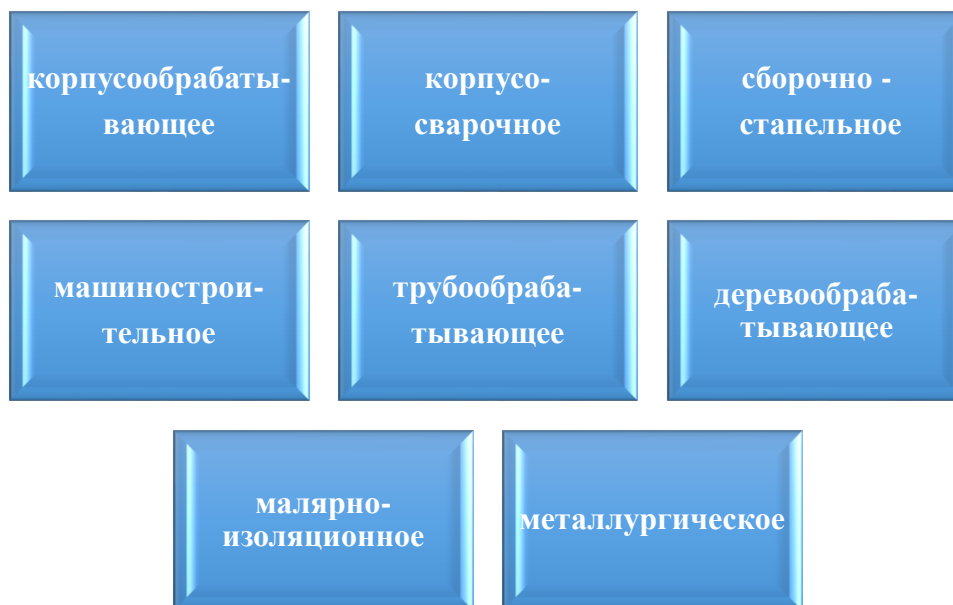 корпусообрабаты-
вающее
корпусо-
сварочное
сборочно -
стапельное
машинострои-
тельное
трубообраба-
тывающее
деревообраба-
тывающее
малярно-
изоляционное
металлургическое